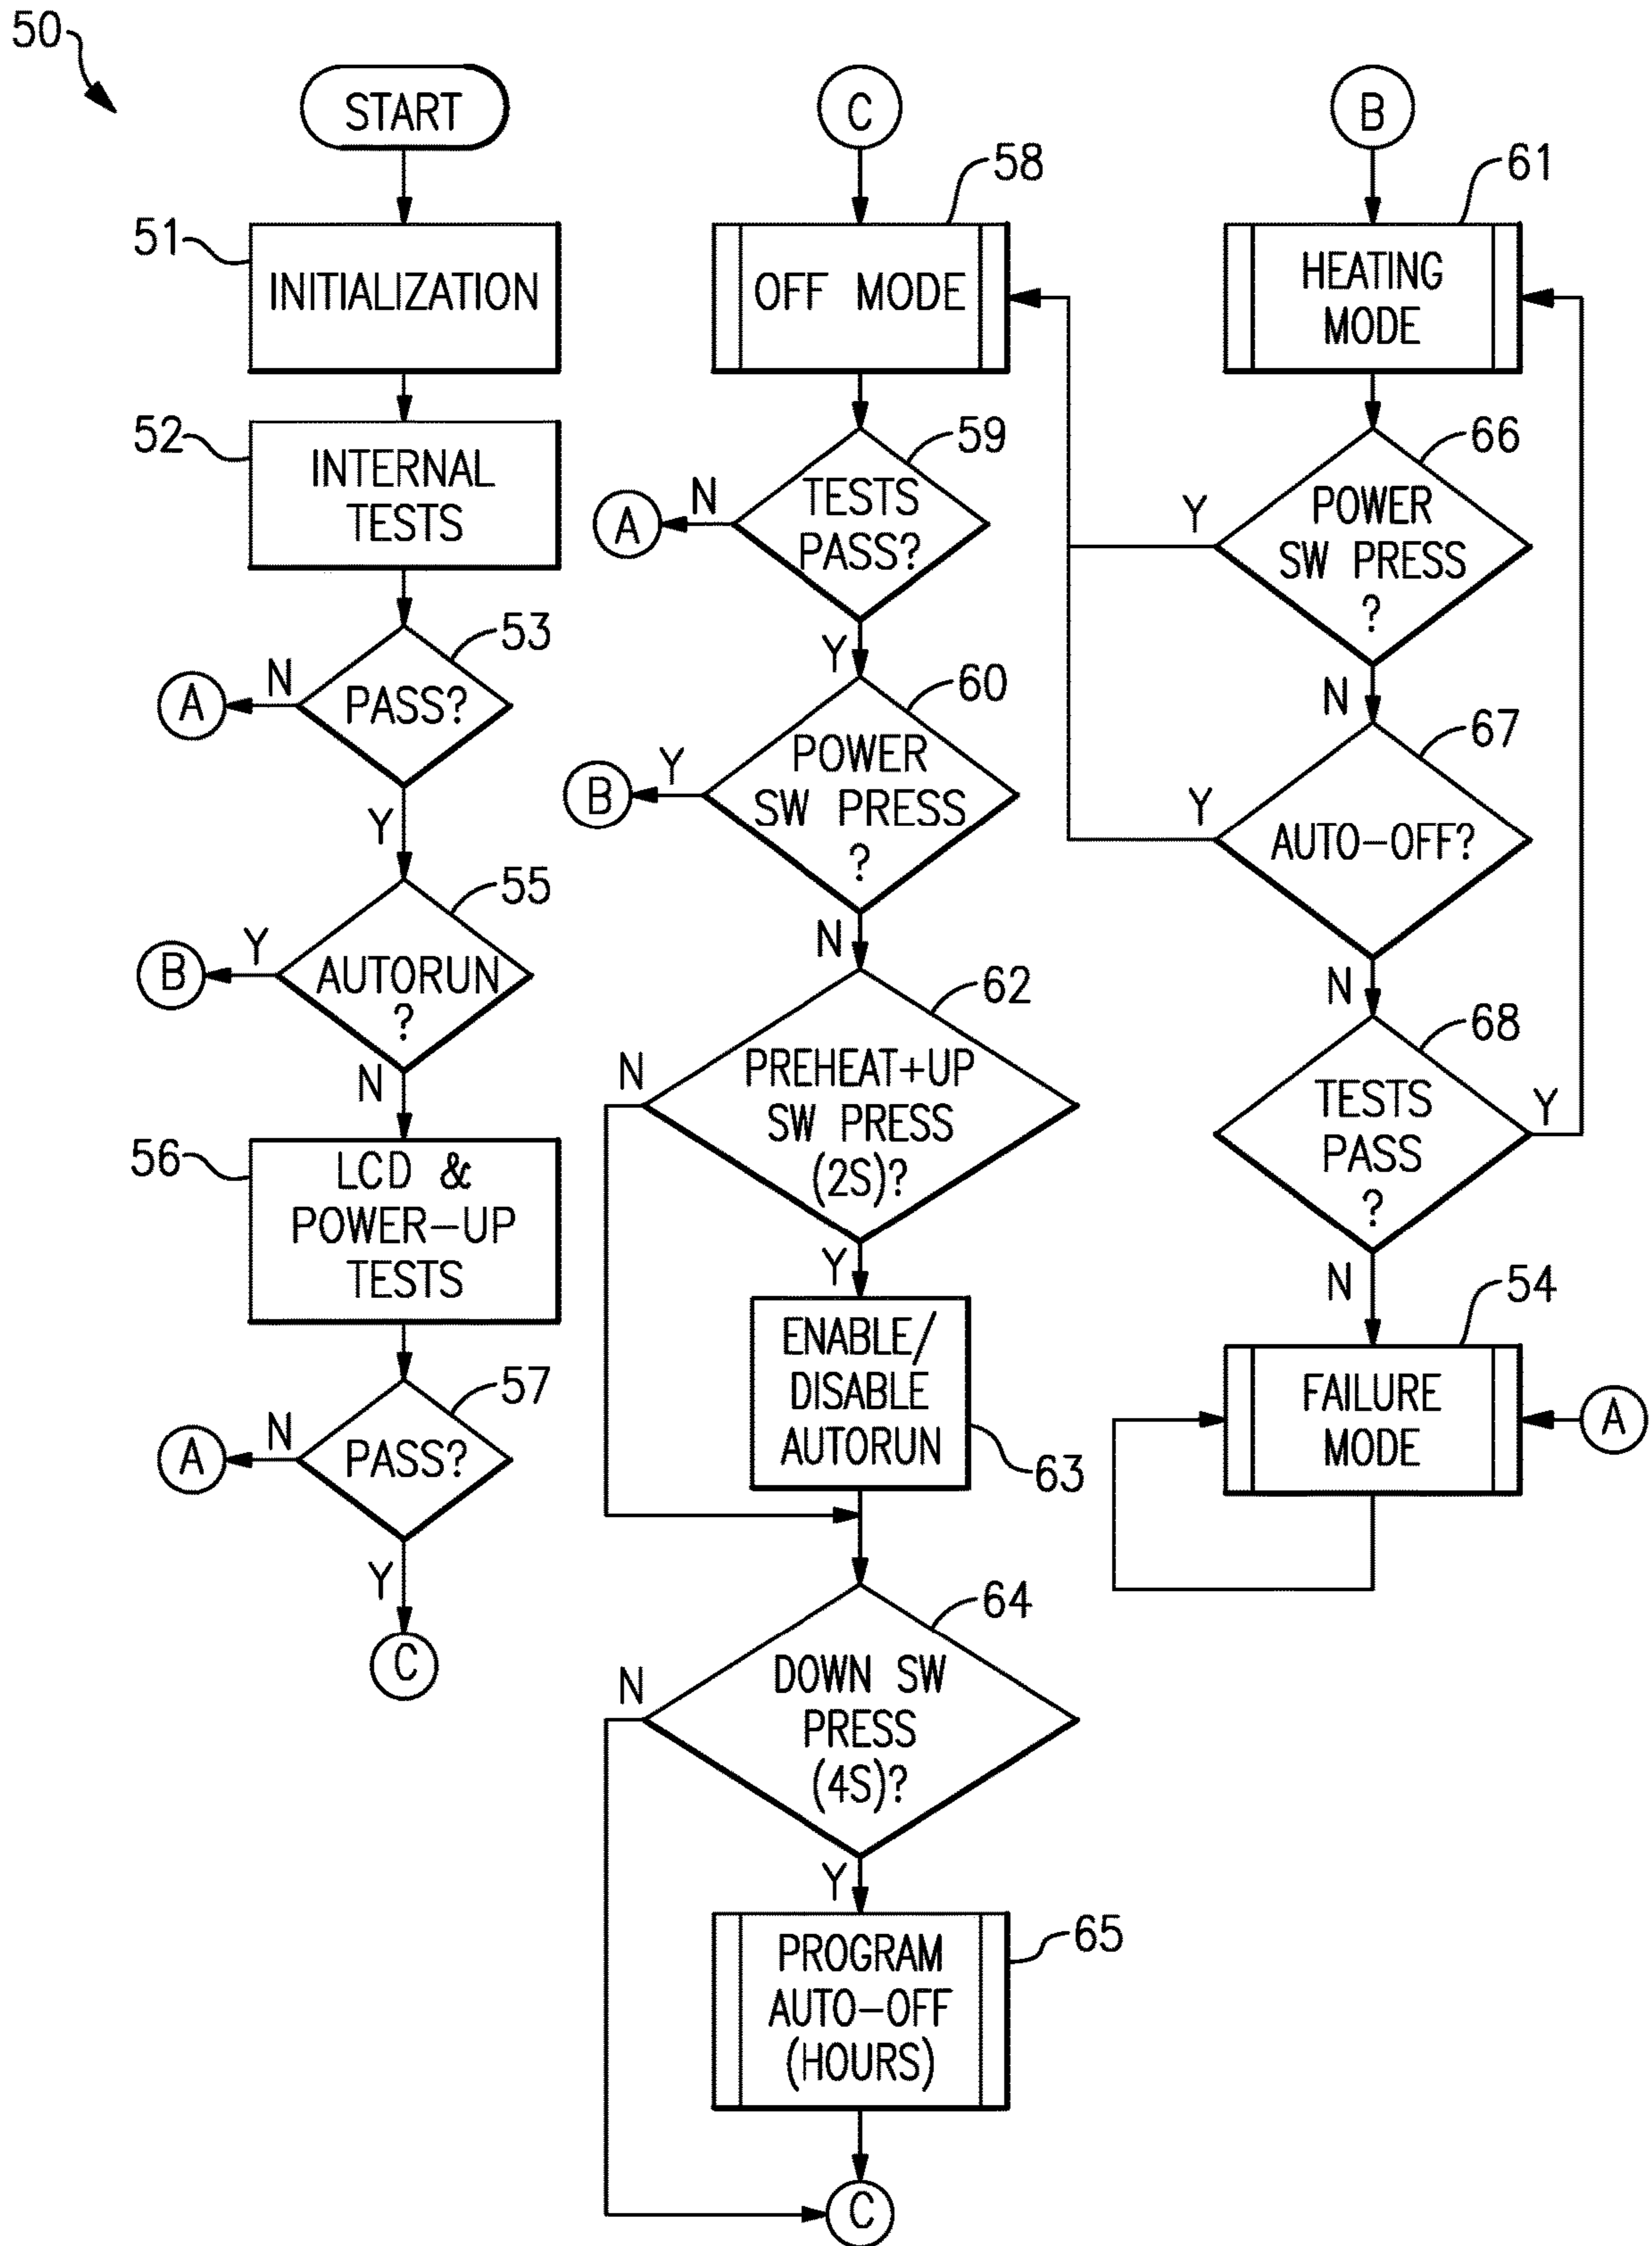 50
START
51
INITIALIZATION
52
INTERNAL
TESTS
53
N
A
PASS?
Y
55
Y
B
AUTORUN
?
N
56
LCD &
POWER-UP
TESTS
57
N
A
PASS?
Y
C
C
58
OFF MODE
59
N
A
TESTS
PASS?
Y
60
Y
B
POWER
SW PRESS
?
N
62
N
PREHEAT+UP
SW PRESS
(2S)?
Y
ENABLE/
DISABLE
AUTORUN
63
64
N
DOWN SW
PRESS
(4S)?
Y
65
PROGRAM
AUTO-OFF
(HOURS)
C
B
61
HEATING
MODE
66
Y
POWER
SW PRESS
?
N
67
Y
AUTO-OFF?
N
68
TESTS
PASS
?
Y
N
54
FAILURE
MODE
A